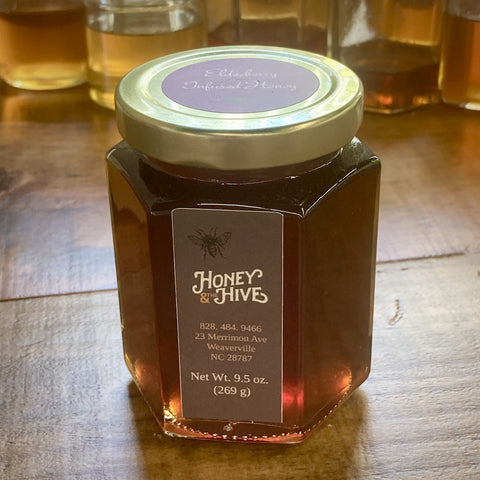 Elderberry
Infused Honey
HONEY
& THE HIVE
828. 484. 9466
23 Merrimon Ave
Weaverville
NC 28787
Net Wt. 9.5 oz.
(269 g)